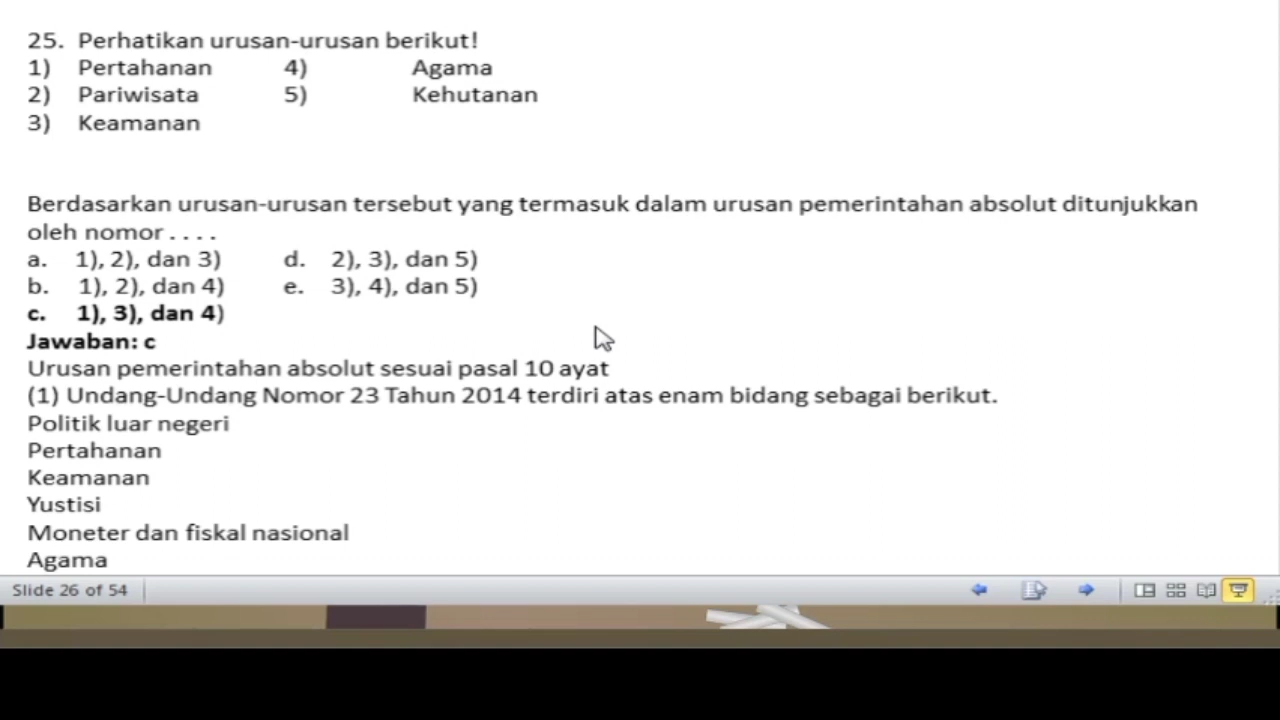 25. Perhatikan urusan-urusan berikut!
1) Pertahanan 4) Agama
2) Pariwisata 5) Kehutanan
3) Keamanan
Berdasarkan urusan-urusan tersebut yang termasuk dalam urusan pemerintahan absolut ditunjukkan
oleh nomor . . . .
a. 1), 2), dan 3) d. 2), 3), dan 5)
b. 1), 2), dan 4) e. 3), 4), dan 5)
c. 1), 3), dan 4)
Jawaban: c
Urusan pemerintahan absolut sesuai pasal 10 ayat
(1) Undang-Undang Nomor 23 Tahun 2014 terdiri atas enam bidang sebagai berikut.
Politik luar negeri
Pertahanan
Keamanan
Yustisi
Moneter dan fiskal nasional
Agama
Slide 26 of 54